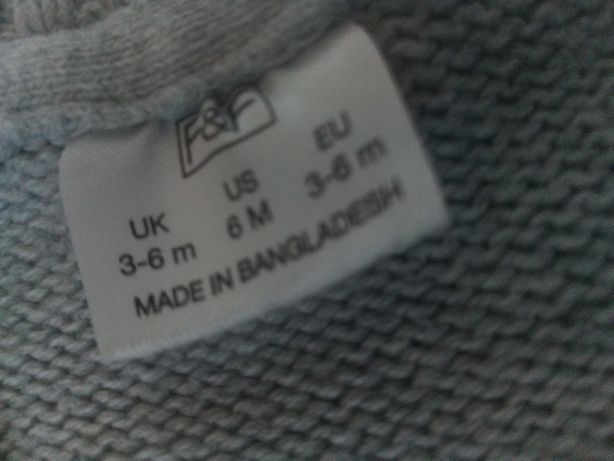 F&F
UK US EU
3-6 m 6 M 3-6 m
MADE IN BANGLADESH